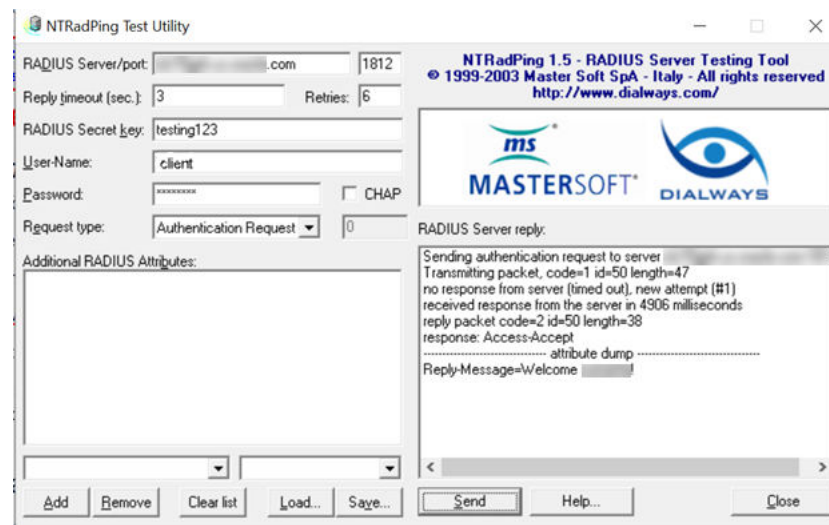 NTRadPing Test Utility
RADIUS Server/port: .com 1812
Reply timeout (sec.): 3 Retries: 6
RADIUS Secret key: testing123
User-Name: client
Password: xxxxxxxx CHAP
Request type: Authentication Request 0
Additional RADIUS Attributes:
Add Remove Clear list Load... Save...
NTRadPing 1.5 - RADIUS Server Testing Tool
© 1999-2003 Master Soft SpA - Italy - All rights reserved
http://www.dialways.com/
ms
MASTERSOFT DIALWAYS
RADIUS Server reply:
Sending authentication request to server
Transmitting packet, code=1 id=50 length=47
no response from server (timed out), new attempt (#1)
received response from the server in 4906 milliseconds
reply packet code=2 id=50 length=38
response: Access-Accept
------------------------------- attribute dump -------------------------------
Reply-Message=Welcome !
Send Help... Close